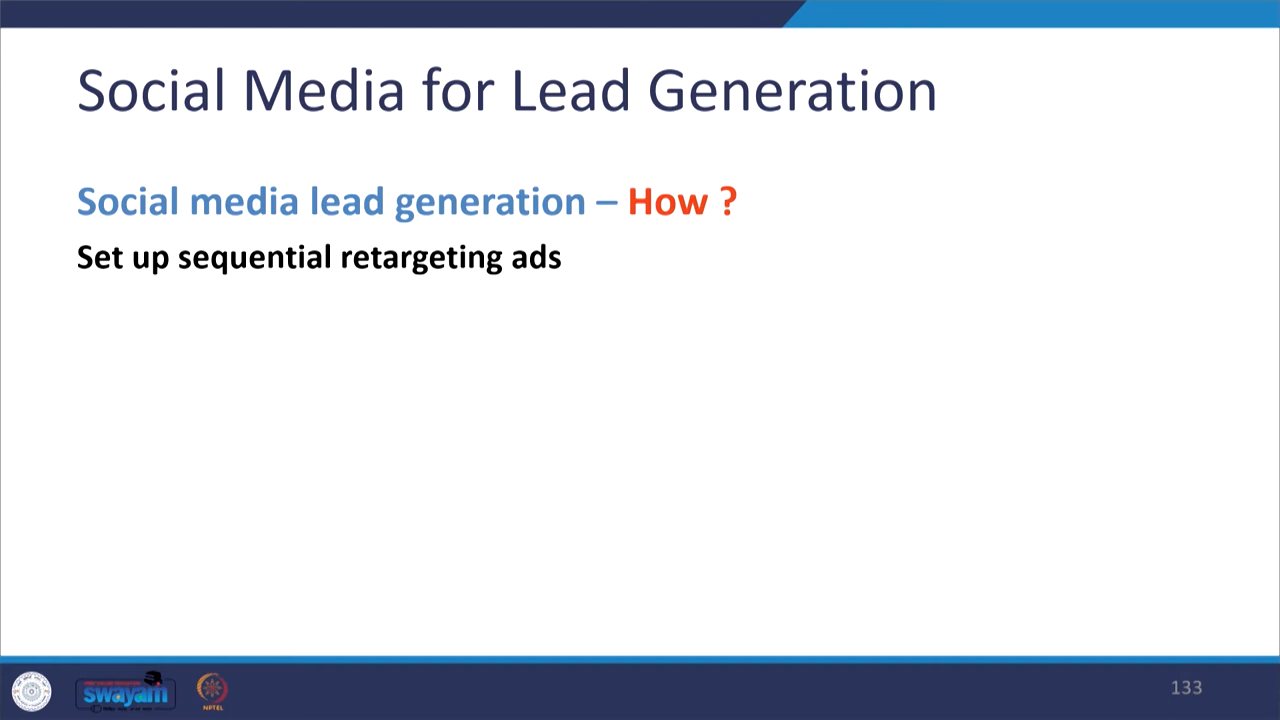 Social Media for Lead Generation
Social media lead generation – How ?
Set up sequential retargeting ads
swayam
NPTEL
133